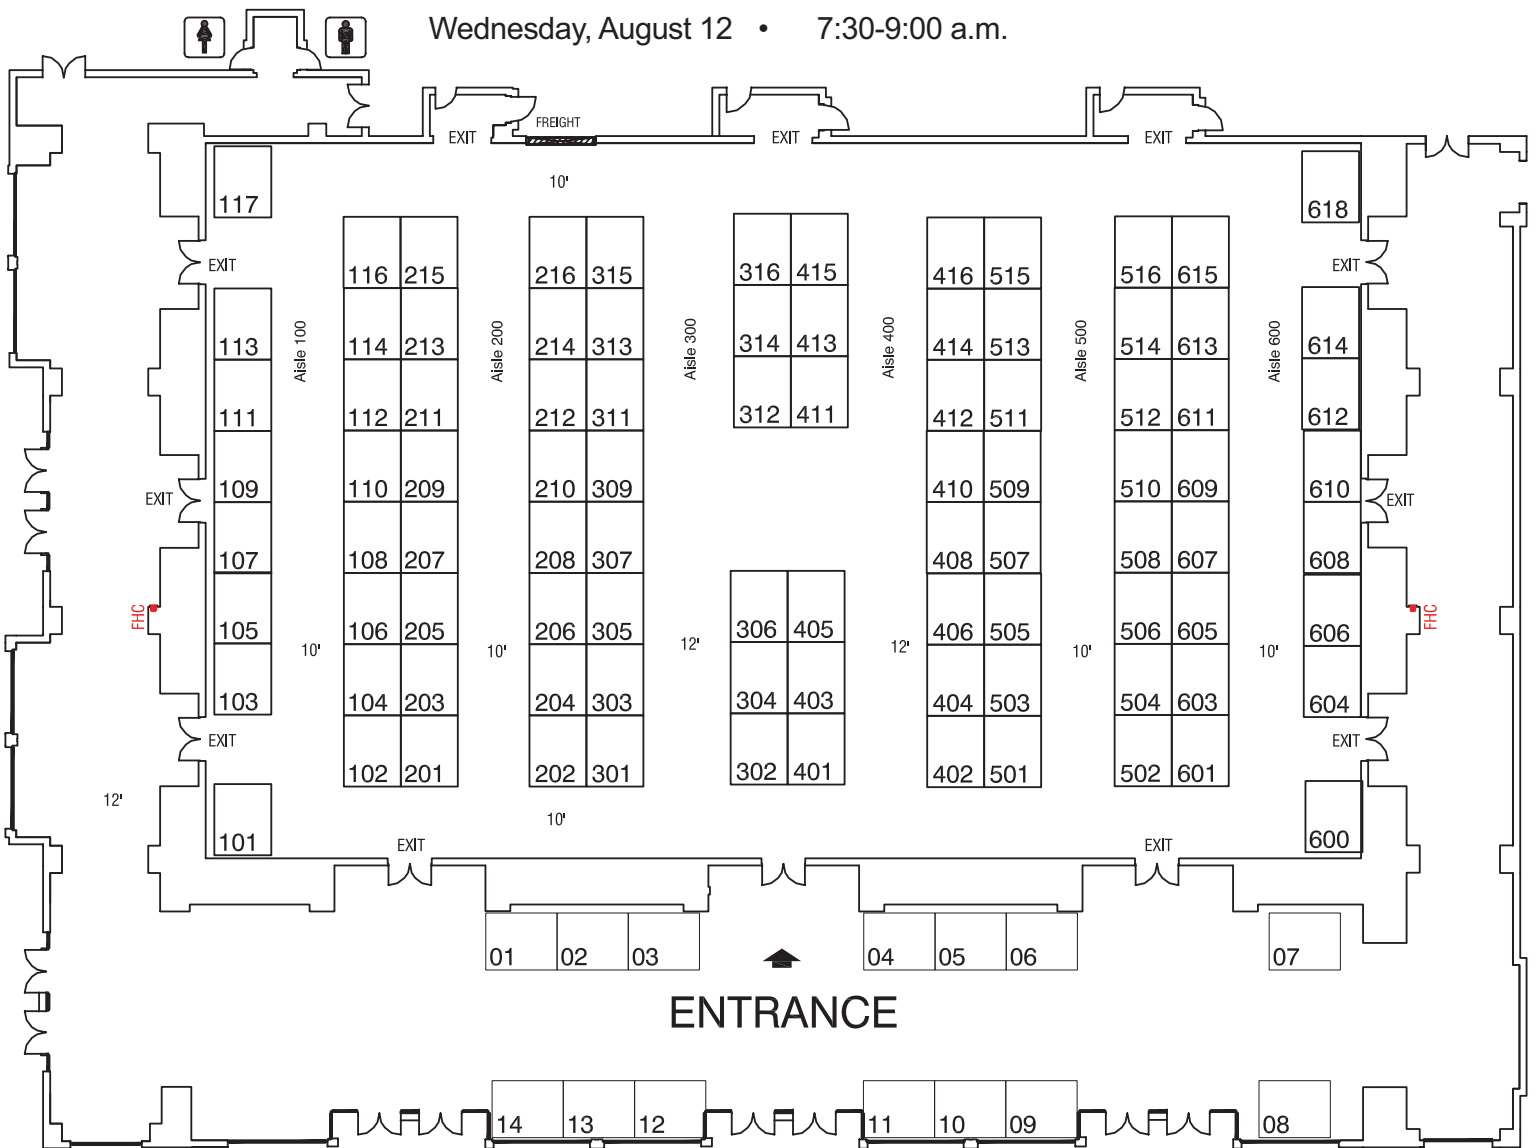 Wednesday, August 12 • 7:30-9:00 a.m.
FREIGHT
EXIT EXIT EXIT
10'
117 618
EXIT EXIT
116 215 216 315 316 415 416 515 516 615
113 114 213 214 313 314 413 414 513 514 613 614
Aisle 100 Aisle 200 Aisle 300 Aisle 400 Aisle 500 Aisle 600
111 112 211 212 311 312 411 412 511 512 611 612
109 110 209 210 309 410 509 510 609 610
EXIT EXIT
107 108 207 208 307 408 507 508 607 608
FHC FHC
105 106 205 206 305 306 405 406 505 506 605 606
10' 10' 12' 12' 10' 10'
103 104 203 204 303 304 403 404 503 504 603 604
EXIT EXIT
102 201 202 301 302 401 402 501 502 601
12'
10'
101 600
EXIT EXIT
01 02 03 04 05 06 07
ENTRANCE
14 13 12 11 10 09 08